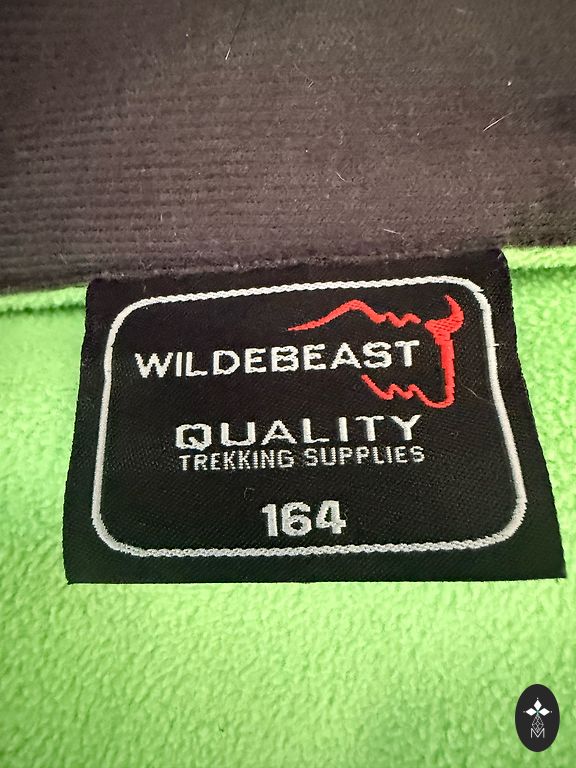 WILDEBEAST
QUALITY
TREKKING SUPPLIES
164
M